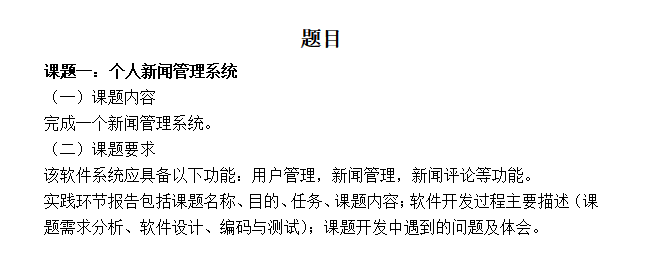 题目
课题一：个人新闻管理系统
（一）课题内容
完成一个新闻管理系统。
（二）课题要求
该软件系统应具备以下功能：用户管理，新闻管理，新闻评论等功能。
实践环节报告包括课题名称、目的、任务、课题内容；软件开发过程主要描述（课
题需求分析、软件设计、编码与测试）；课题开发中遇到的问题及体会。